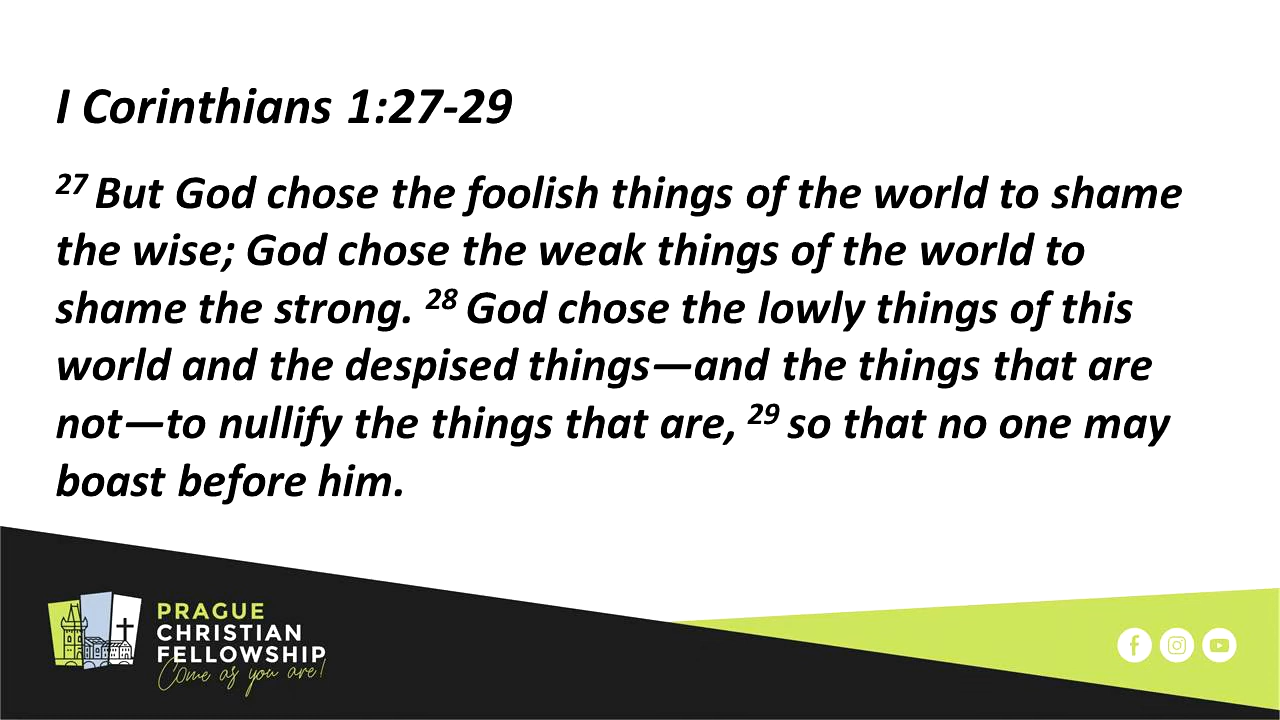 I Corinthians 1:27-29
27 But God chose the foolish things of the world to shame
the wise; God chose the weak things of the world to
shame the strong. 28 God chose the lowly things of this
world and the despised things—and the things that are
not—to nullify the things that are, 29 so that no one may
boast before him.
PRAGUE
CHRISTIAN
FELLOWSHIP
Come as you are!